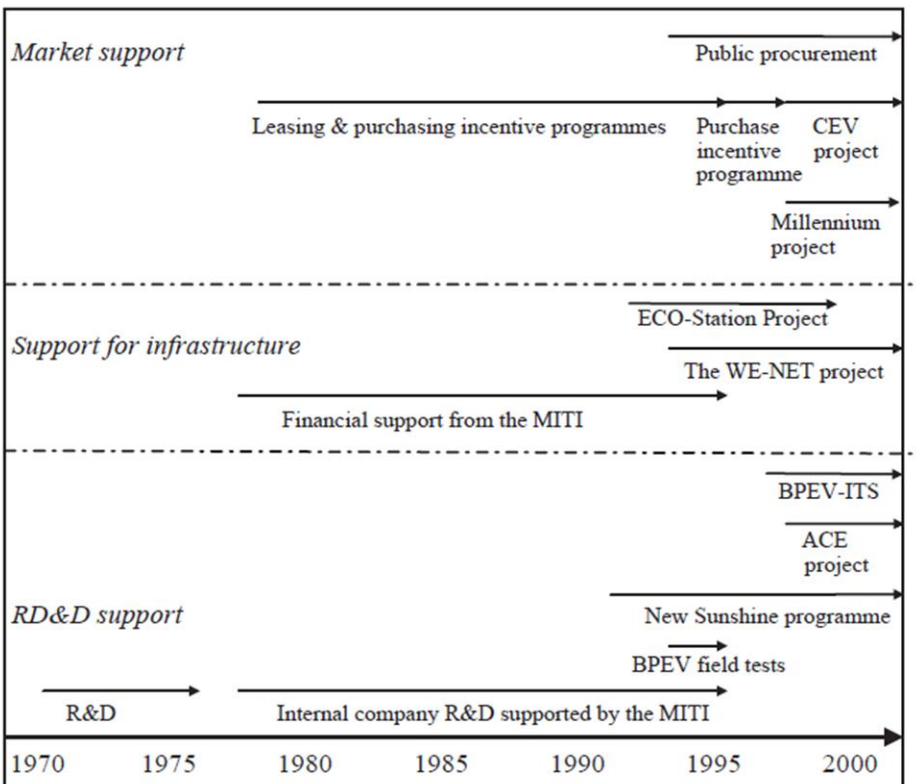 Market support
Public procurement
Leasing & purchasing incentive programmes
Purchase
incentive
programme
CEV
project
Millennium
project
ECO-Station Project
Support for infrastructure
The WE-NET project
Financial support from the MITI
BPEV-ITS
ACE
project
RD&D support
New Sunshine programme
BPEV field tests
R&D
Internal company R&D supported by the MITI
1970 1975 1980 1985 1990 1995 2000